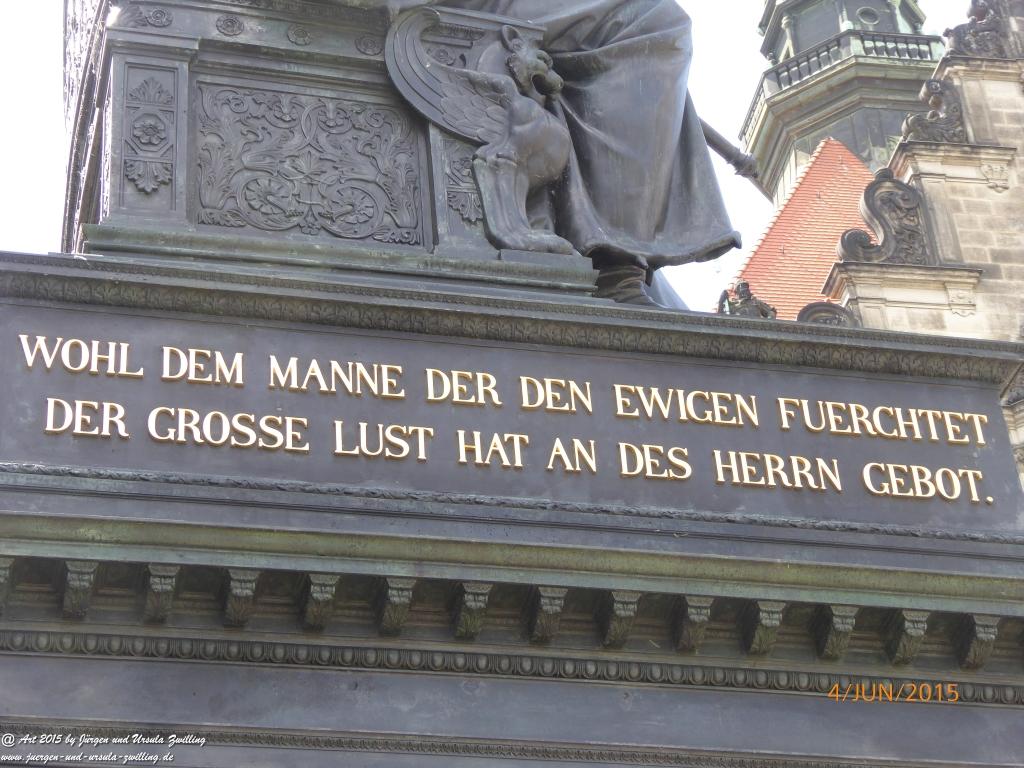 WOHL DEM MANNE DER DEN EWIGEN FUERCHTET
DER GROSSE LUST HAT AN DES HERRN GEBOT.
4/JUN/2015
@ Art 2015 by Jürgen und Ursula Zwilling
www.juergen-und-ursula-zwilling.de